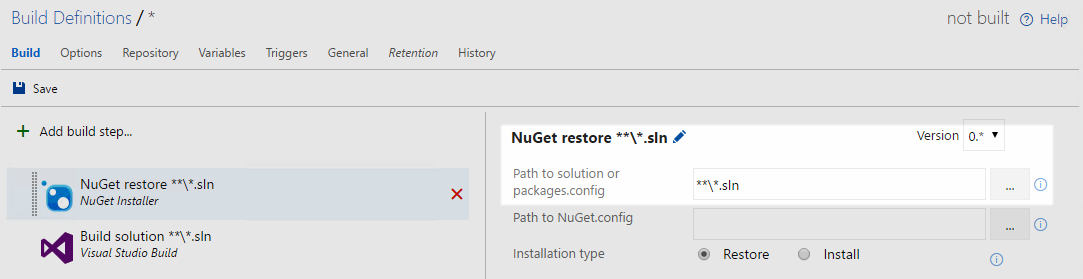 Build Definitions / *
not built
Help
Build Options Repository Variables Triggers General Retention History
Save
Add build step...
NuGet restore **\*.sln
NuGet Installer
Build solution **\*.sln
Visual Studio Build
NuGet restore **\*.sln
Version 0.*
Path to solution or
packages.config
**\*.sln
...
Path to NuGet.config
...
Installation type
Restore
Install